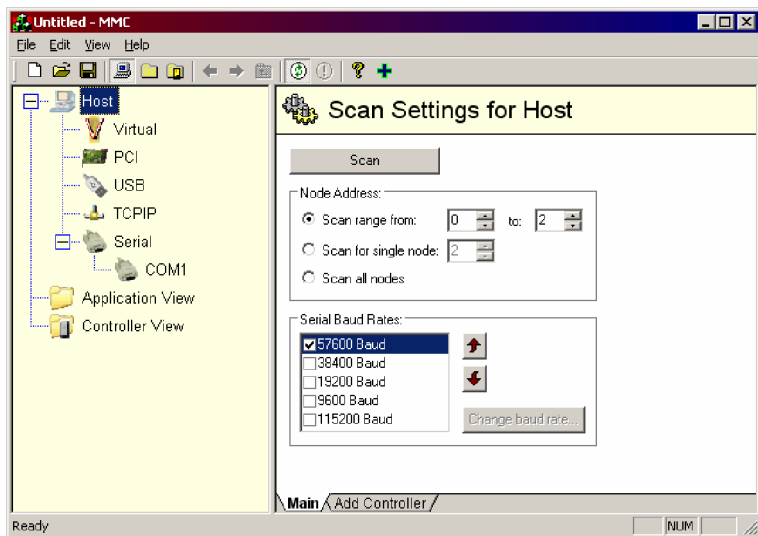 Untitled - MMC
File Edit View Help
Host
Virtual
PCI
USB
TCPIP
Serial
COM1
Application View
Controller View
Scan Settings for Host
Scan
Node Address:
Scan range from: 0 to: 2
Scan for single node: 2
Scan all nodes
Serial Baud Rates:
57600 Baud
38400 Baud
19200 Baud
9600 Baud
115200 Baud
Change baud rate...
Main Add Controller
Ready NUM